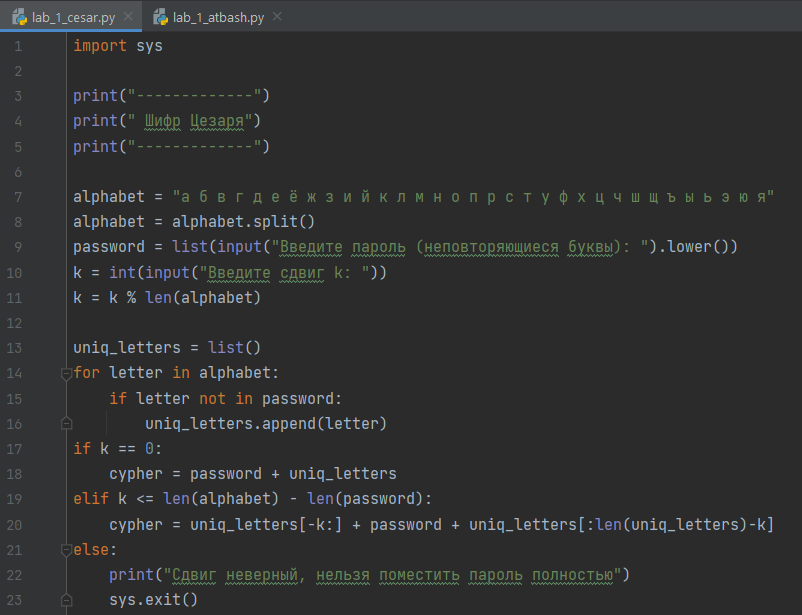 lab_1_cesar.py × lab_1_atbash.py ×
1 import sys
2
3 print("-------------")
4 print(" Шифр Цезаря")
5 print("-------------")
6
7 alphabet = "а б в г д е ё ж з и й к л м н о п р с т у ф х ц ч ш щ ъ ы ь э ю я"
8 alphabet = alphabet.split()
9 password = list(input("Введите пароль (неповторяющиеся буквы): ").lower())
10 k = int(input("Введите сдвиг k: "))
11 k = k % len(alphabet)
12
13 uniq_letters = list()
14 for letter in alphabet:
15 if letter not in password:
16 uniq_letters.append(letter)
17 if k == 0:
18 cypher = password + uniq_letters
19 elif k <= len(alphabet) - len(password):
20 cypher = uniq_letters[-k:] + password + uniq_letters[:len(uniq_letters)-k]
21 else:
22 print("Сдвиг неверный, нельзя поместить пароль полностью")
23 sys.exit()